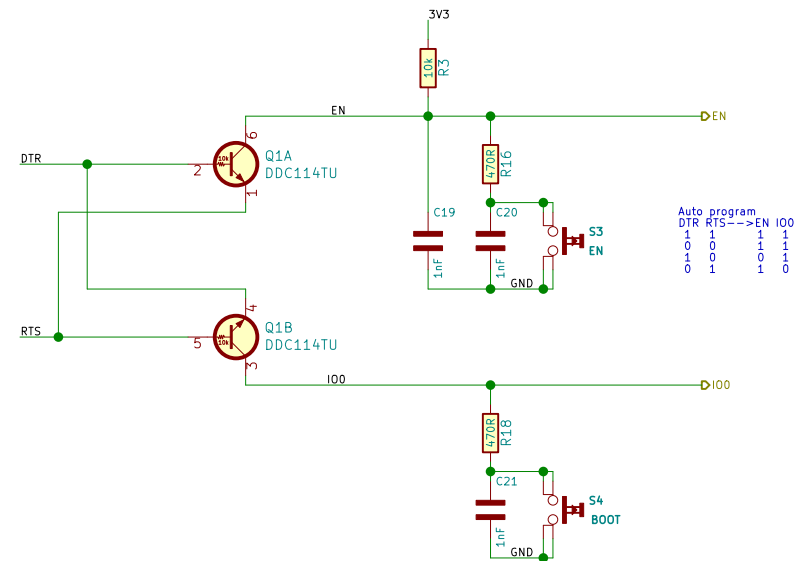 3V3
10k
R3
EN
EN
6
DTR
10k
Q1A
DDC114TU
2
1
470R
R16
C19
C20
1nF
1nF
S3
EN
GND
Auto program
DTR RTS-->EN IO0
1 1 1 1
0 0 1 1
1 0 0 1
0 1 1 0
4
RTS
10k
Q1B
DDC114TU
5
3
IO0
IO0
470R
R18
C21
1nF
S4
BOOT
GND